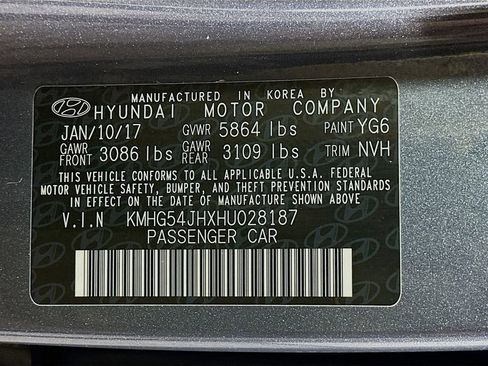 MANUFACTURED IN KOREA BY
HYUNDAI MOTOR COMPANY
JAN/10/17 GVWR 5864 lbs PAINT YG6
GAWR FRONT 3086 lbs GAWR REAR 3109 lbs TRIM NVH
THIS VEHICLE CONFORMS TO ALL APPLICABLE U.S.A. FEDERAL
MOTOR VEHICLE SAFETY, BUMPER, AND THEFT PREVENTION STANDARDS
IN EFFECT ON THE DATE OF MANUFACTURE SHOWN ABOVE.
V.I.N KMHG54JHXHU028187
PASSENGER CAR